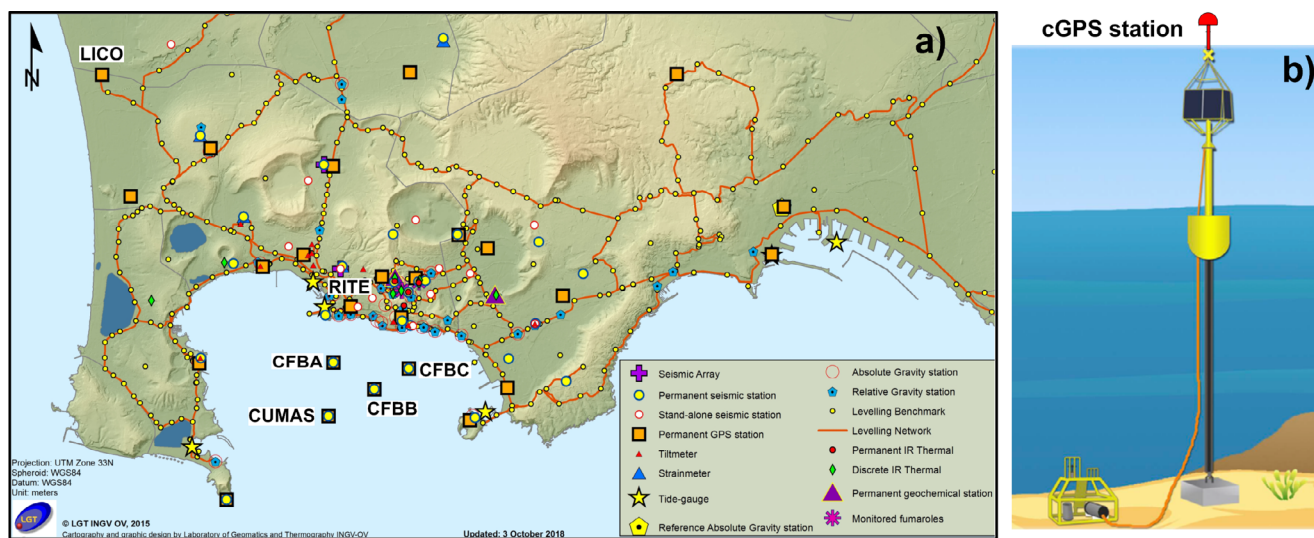 a)
LICO
N
RITE
CFBA
CFBC
CFBB
CUMAS
Seismic Array
Permanent seismic station
Stand-alone seismic station
Permanent GPS station
Tiltmeter
Strainmeter
Tide-gauge
Reference Absolute Gravity station
Absolute Gravity station
Relative Gravity station
Levelling Benchmark
Levelling Network
Permanent IR Thermal
Discrete IR Thermal
Permanent geochemical station
Monitored fumaroles
Projection: UTM Zone 33N
Spheroid: WGS84
Datum: WGS84
Unit: meters
LGT
© LGT INGV OV, 2015
Cartography and graphic design by Laboratory of Geomatics and Thermography INGV-OV
Updated: 3 October 2018
cGPS station
b)